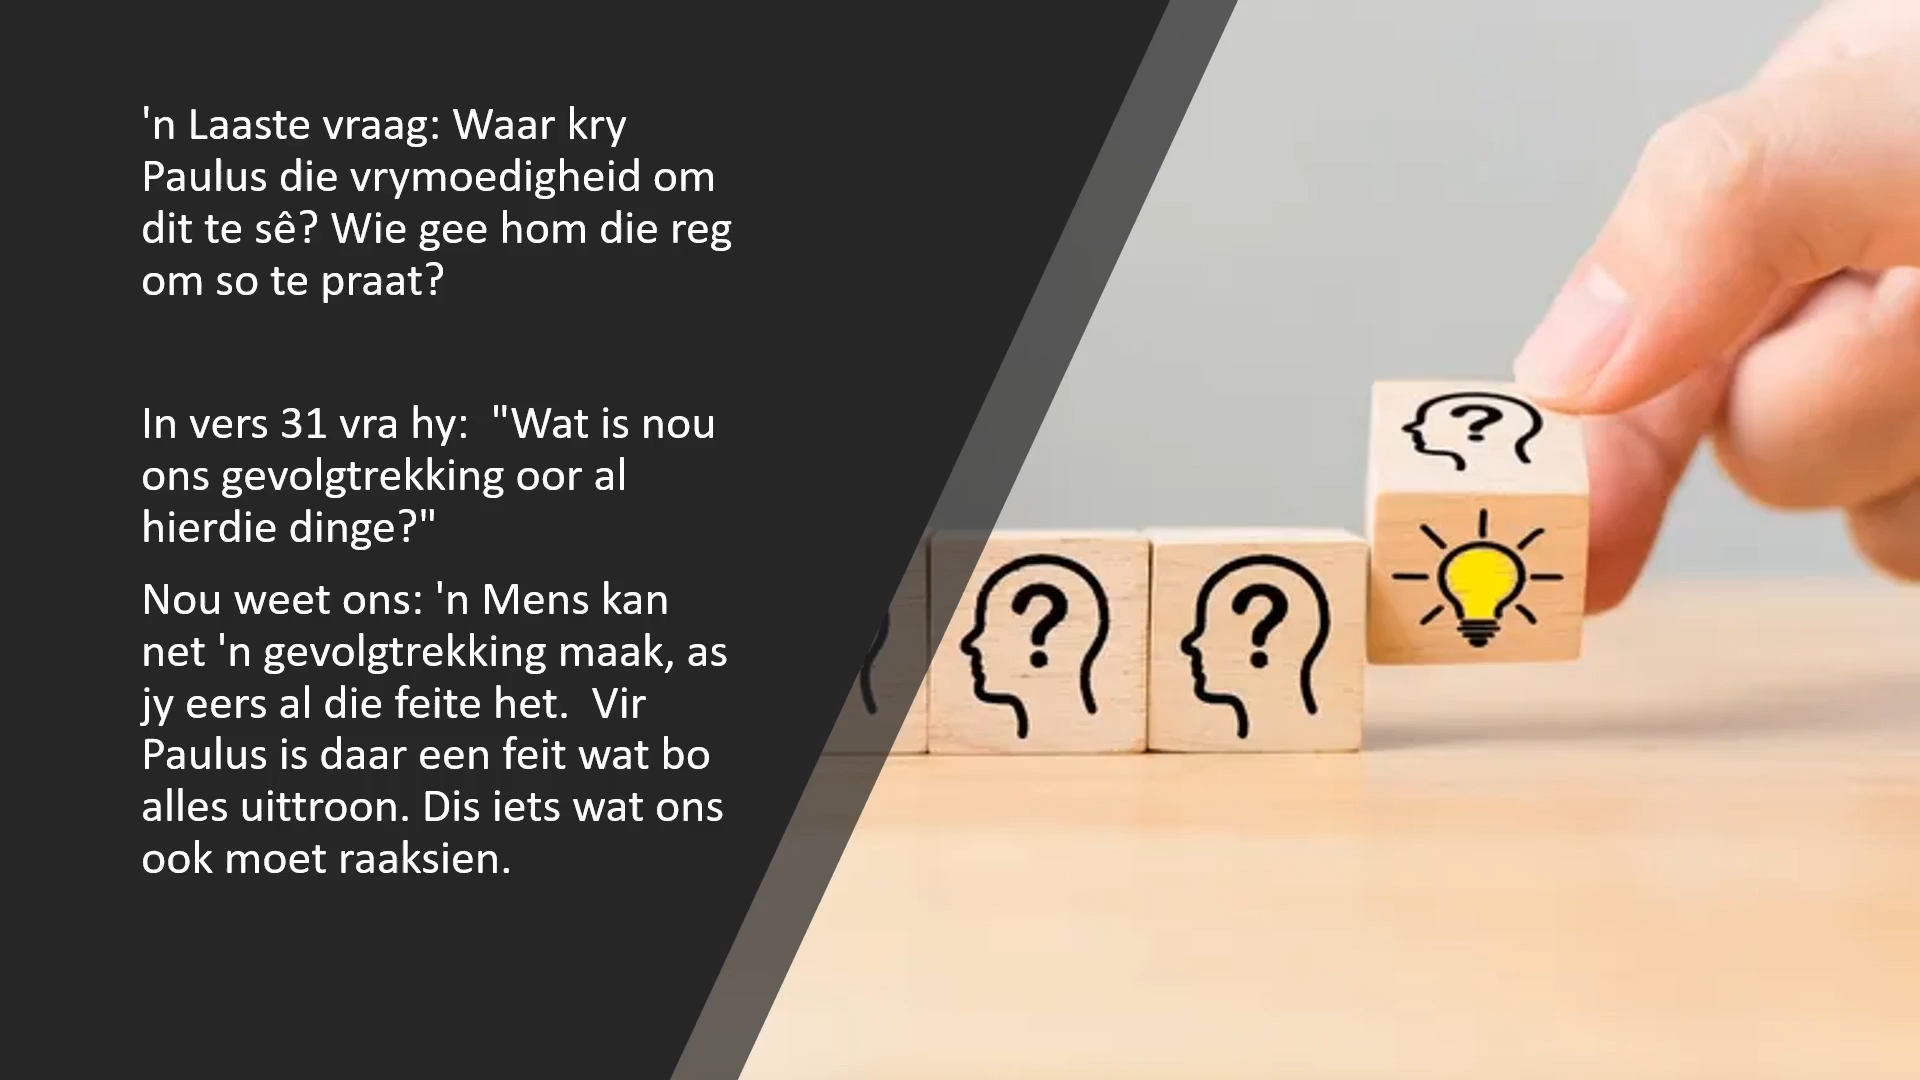 'n Laaste vraag: Waar kry
Paulus die vrymoedigheid om
dit te sê? Wie gee hom die reg
om so te praat?
In vers 31 vra hy:  "Wat is nou
ons gevolgtrekking oor al
hierdie dinge?"
Nou weet ons: 'n Mens kan
net 'n gevolgtrekking maak, as
jy eers al die feite het.  Vir
Paulus is daar een feit wat bo
alles uittroon. Dis iets wat ons
ook moet raaksien.
? ? ?